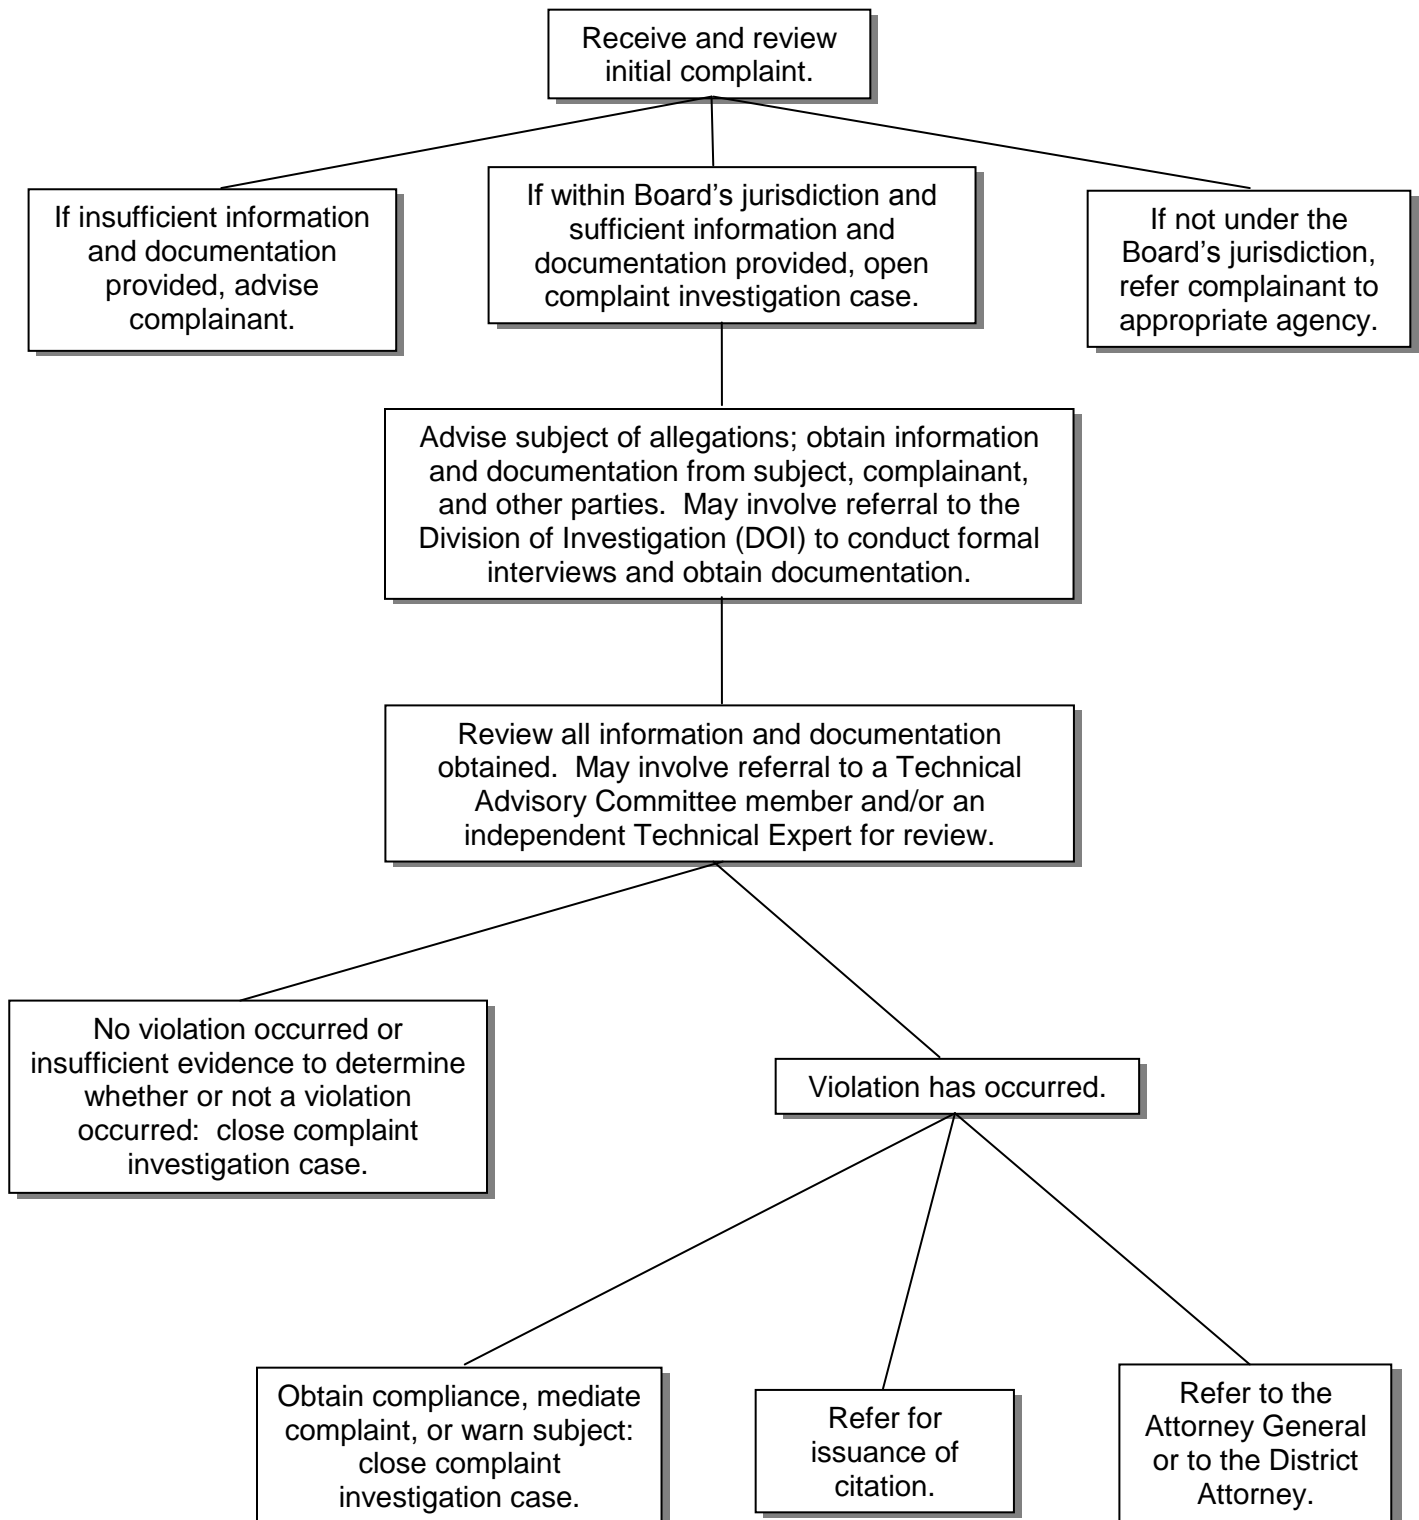 Receive and review
initial complaint.
If insufficient information
and documentation
provided, advise
complainant.
If within Board’s jurisdiction and
sufficient information and
documentation provided, open
complaint investigation case.
If not under the
Board’s jurisdiction,
refer complainant to
appropriate agency.
Advise subject of allegations; obtain information
and documentation from subject, complainant,
and other parties.  May involve referral to the
Division of Investigation (DOI) to conduct formal
interviews and obtain documentation.
Review all information and documentation
obtained.  May involve referral to a Technical
Advisory Committee member and/or an
independent Technical Expert for review.
No violation occurred or
insufficient evidence to determine
whether or not a violation
occurred:  close complaint
investigation case.
Violation has occurred.
Obtain compliance, mediate
complaint, or warn subject:
close complaint
investigation case.
Refer for
issuance of
citation.
Refer to the
Attorney General
or to the District
Attorney.